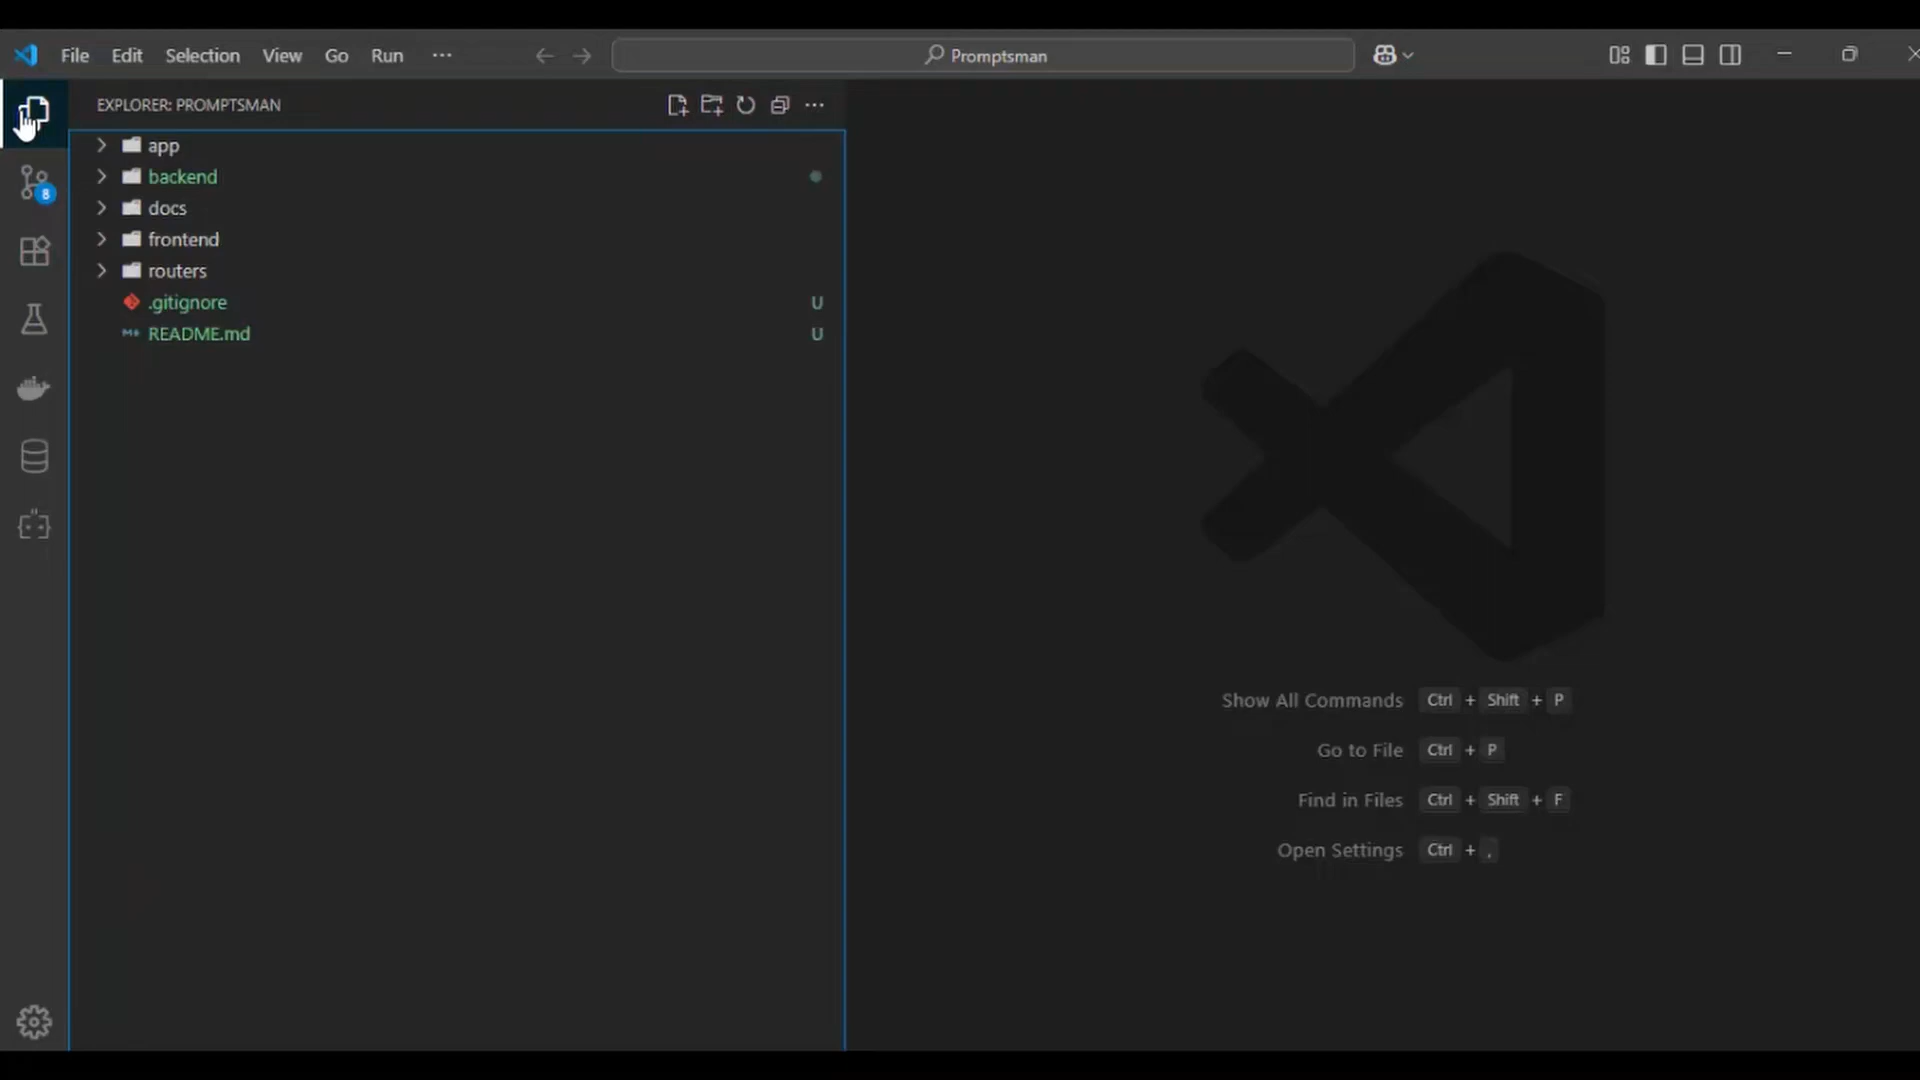 File Edit Selection View Go Run ··· Promptsman
EXPLORER: PROMPTSMAN
app
backend
docs
frontend
routers
.gitignore U
README.md U
8
Show All Commands Ctrl + Shift + P
Go to File Ctrl + P
Find in Files Ctrl + Shift + F
Open Settings Ctrl + ,